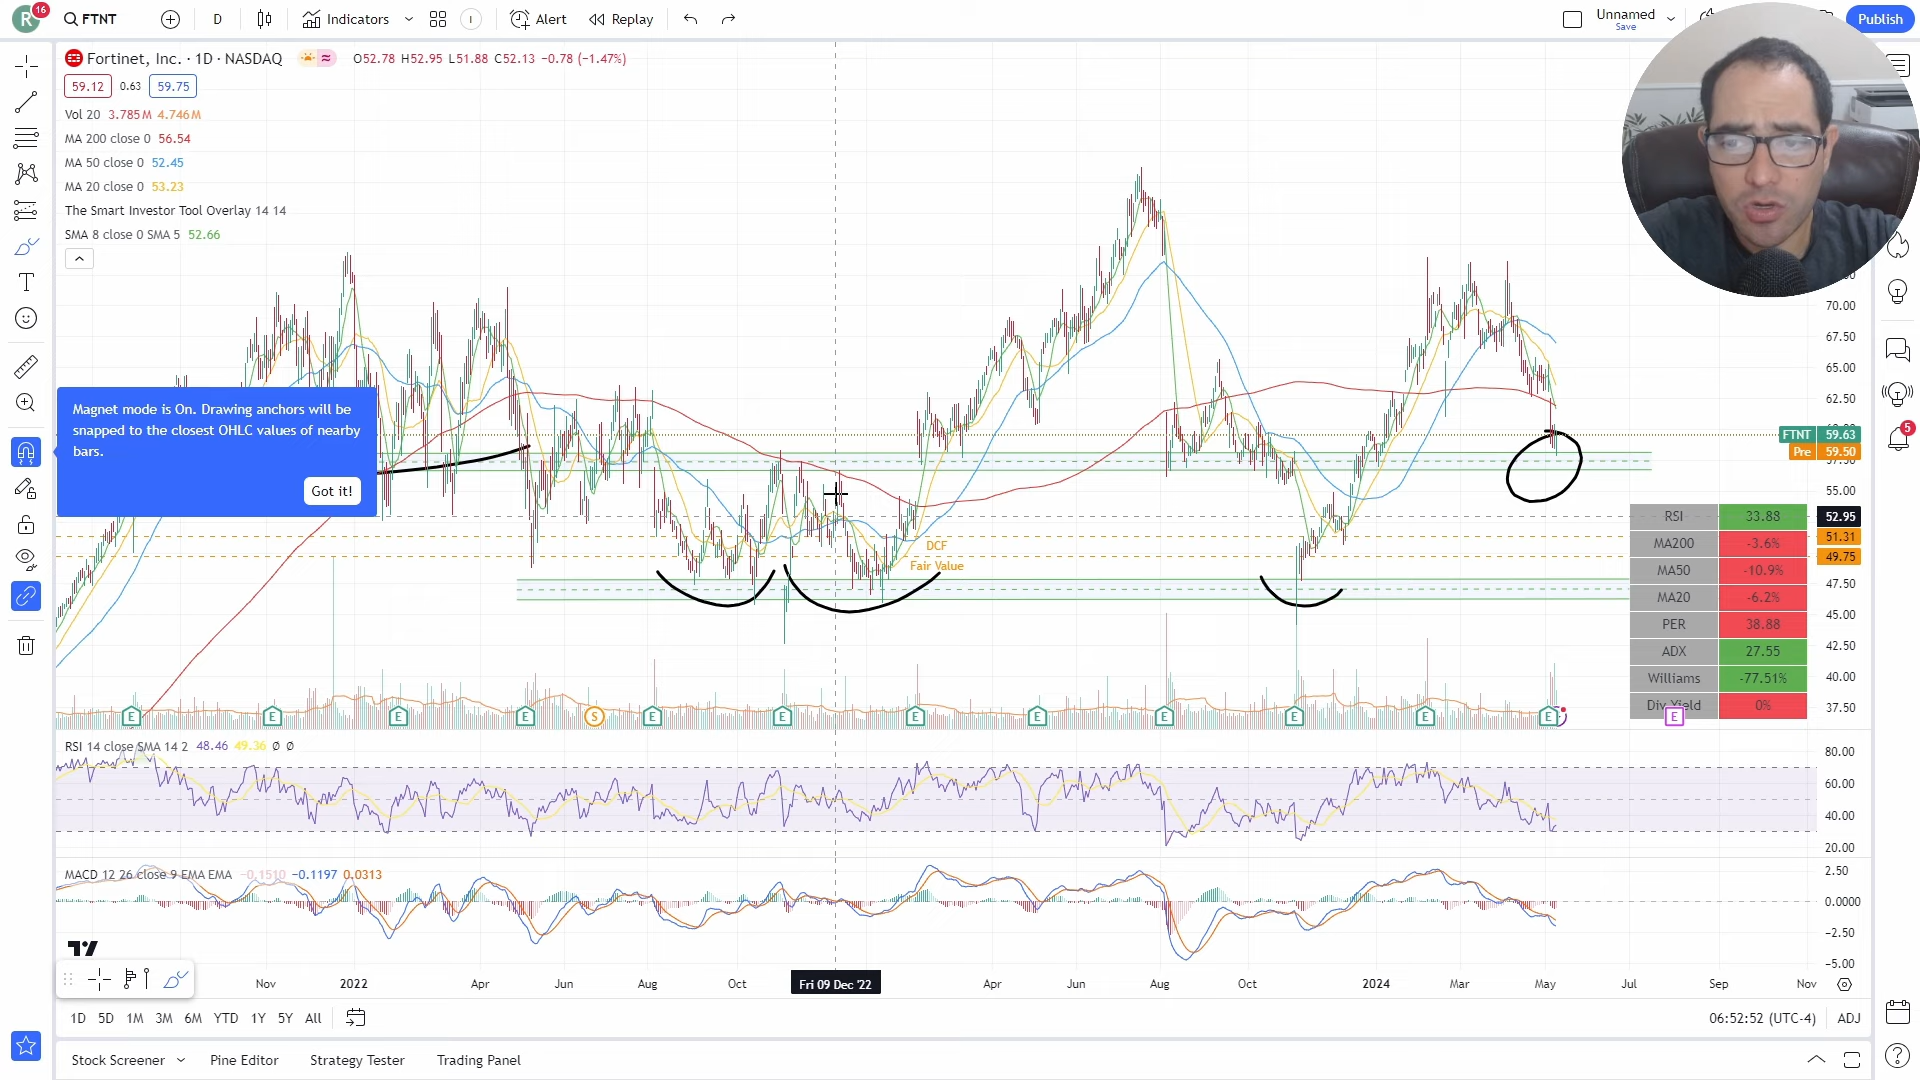 R 16 FTNT D Indicators Alert Replay Unnamed Save Publish
Fortinet, Inc. · 1D · NASDAQ O52.78 H52.95 L51.88 C52.13 −0.78 (−1.47%)
59.12 0.63 59.75
Vol 20 3.785M 4.746M
MA 200 close 0 56.54
MA 50 close 0 52.45
MA 20 close 0 53.23
The Smart Investor Tool Overlay 14 14
SMA 8 close 0 SMA 5 52.66
70.00
67.50
65.00
62.50
Magnet mode is On. Drawing anchors will be
snapped to the closest OHLC values of nearby
bars.
Got it!
FTNT 59.63
Pre 59.50
5
55.00
RSI 33.88 52.95
MA200 -3.6% 51.31
DCF
Fair Value
49.75
MA50 -10.9%
47.50
MA20 -6.2%
45.00
PER 38.88
42.50
ADX 27.55
40.00
Williams -77.51%
37.50
Div Yield 0%
E E E E S E E E E E E E E E
RSI 14 close SMA 14 2 48.46 49.36 Ø Ø
80.00
60.00
40.00
20.00
MACD 12 26 close 9 EMA EMA −0.1510 −0.1197 0.0313
2.50
0.0000
−2.50
−5.00
Nov 2022 Apr Jun Aug Oct Fri 09 Dec '22 Apr Jun Aug Oct 2024 Mar May Jul Sep Nov
1D 5D 1M 3M 6M YTD 1Y 5Y All 06:52:52 (UTC-4) ADJ
Stock Screener Pine Editor Strategy Tester Trading Panel